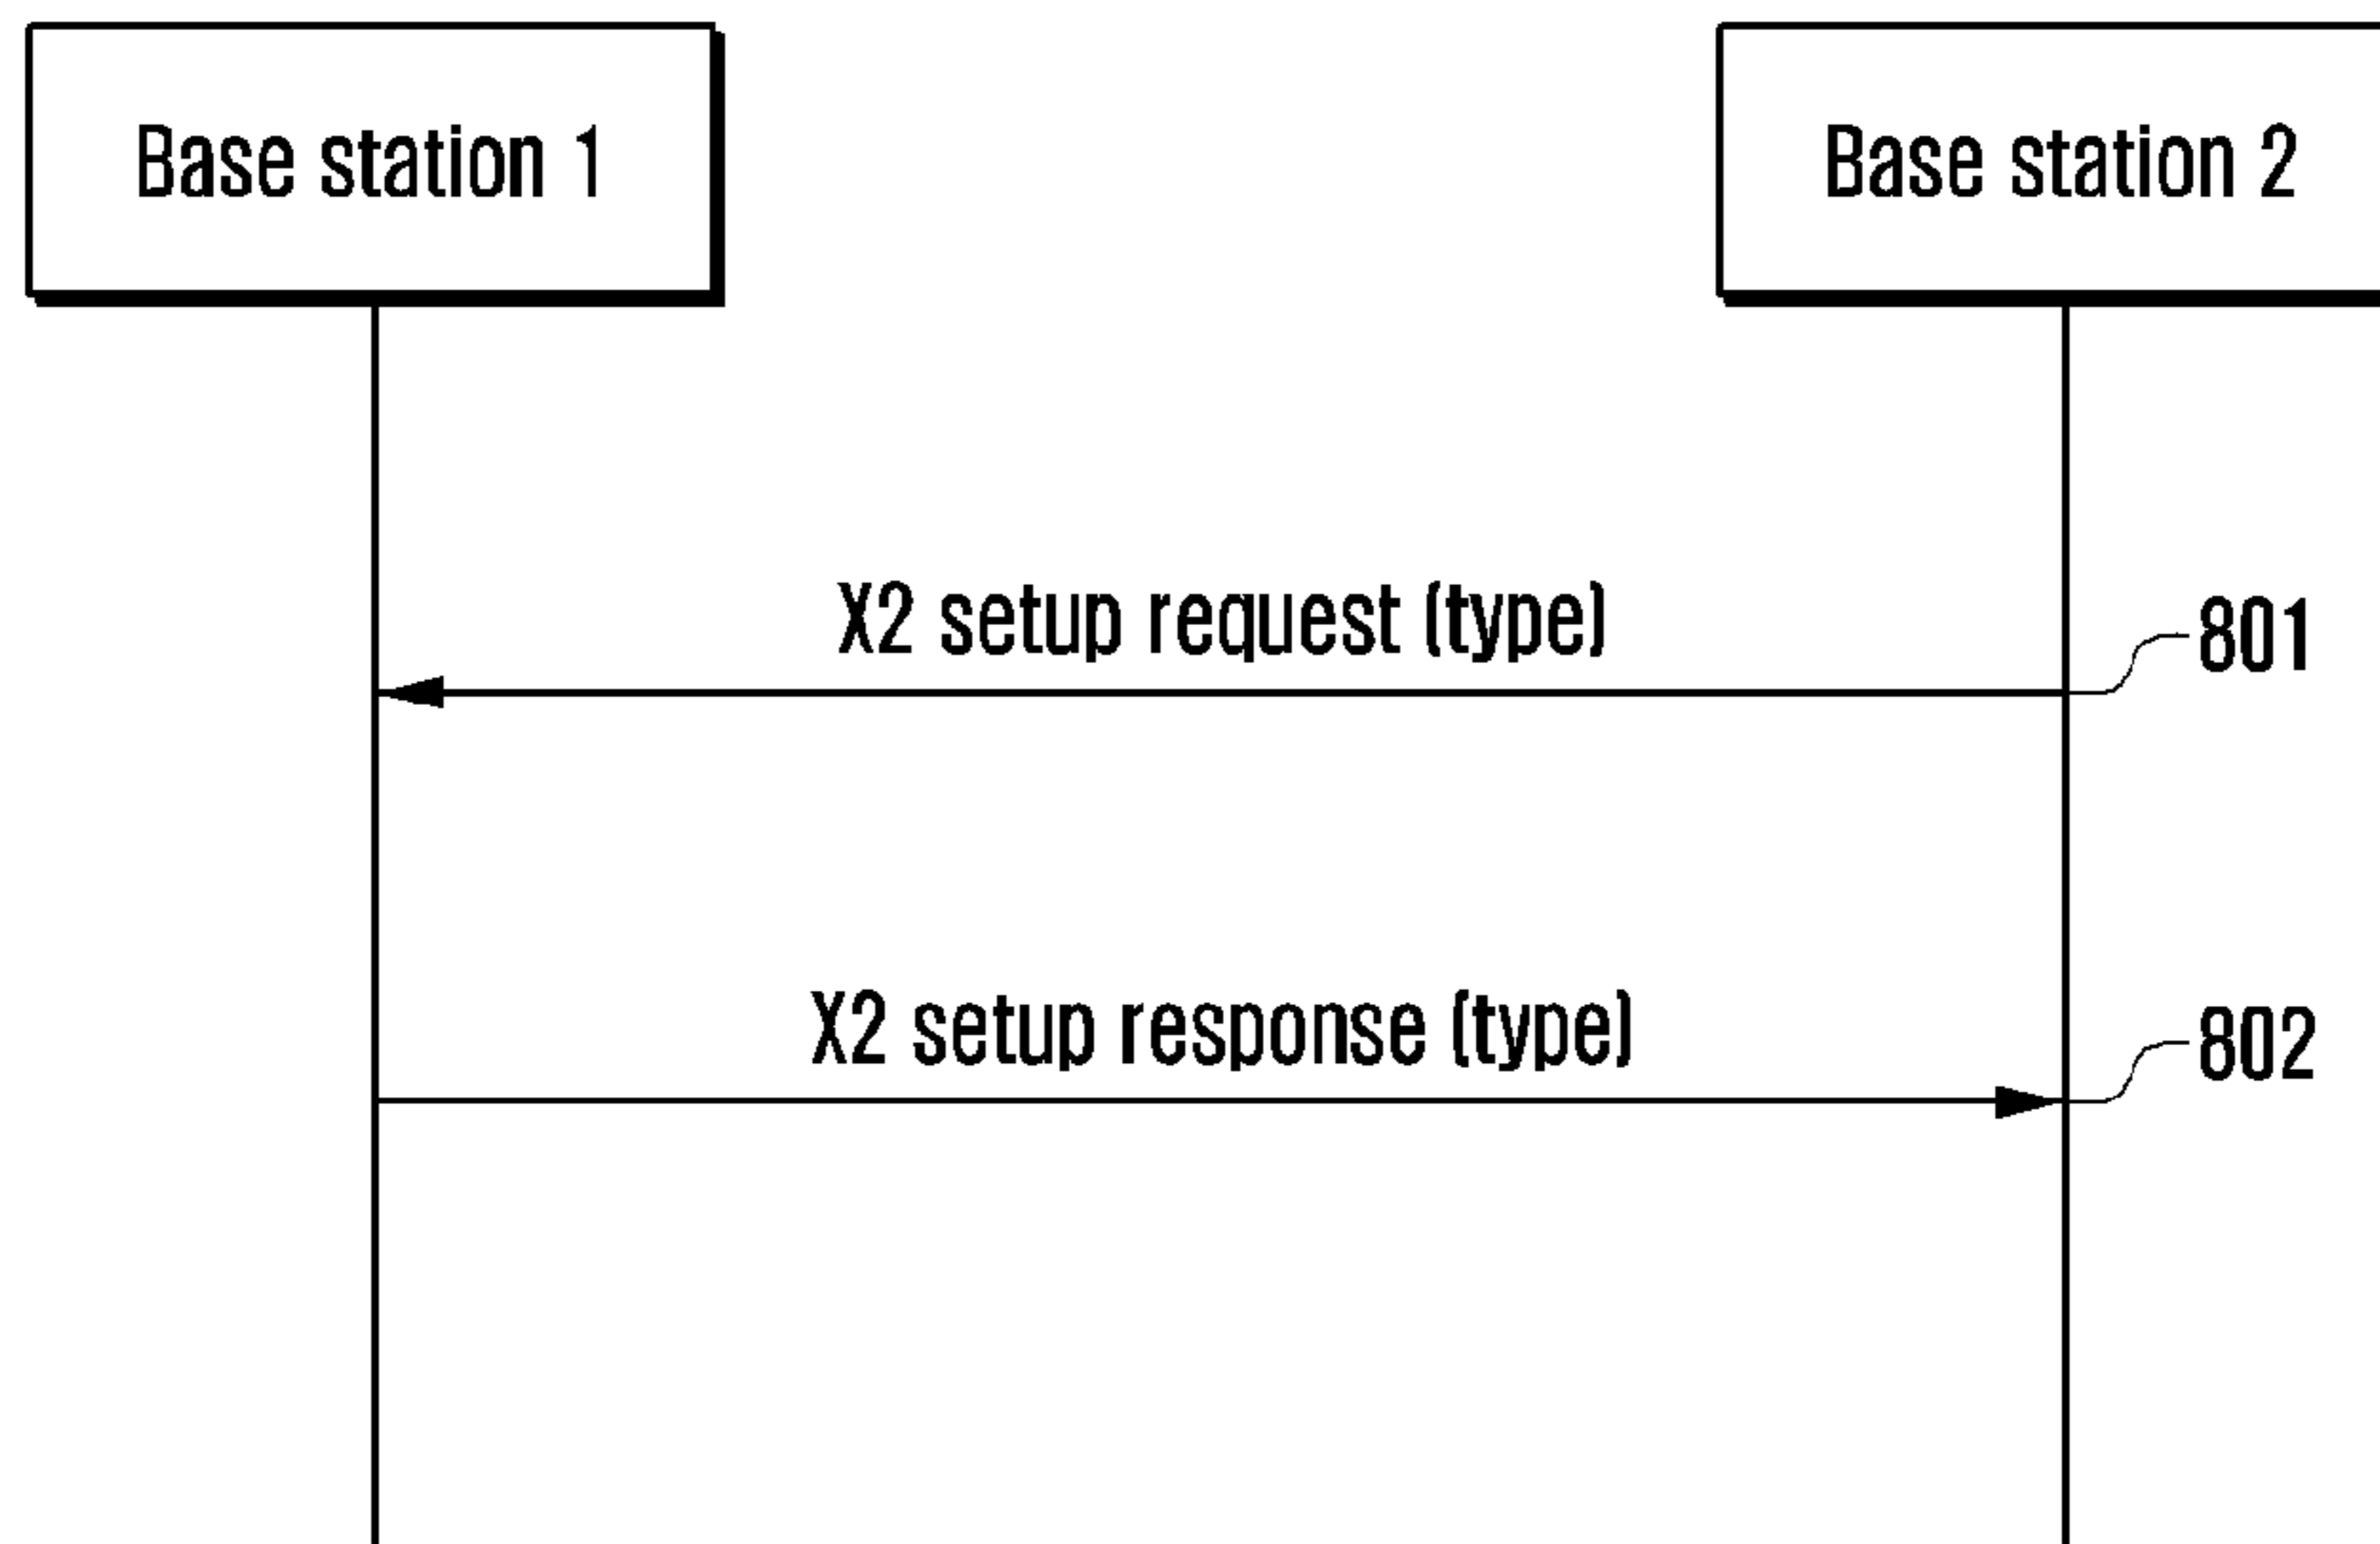 Base station 1
Base station 2
X2 setup request (type)
801
X2 setup response (type)
802